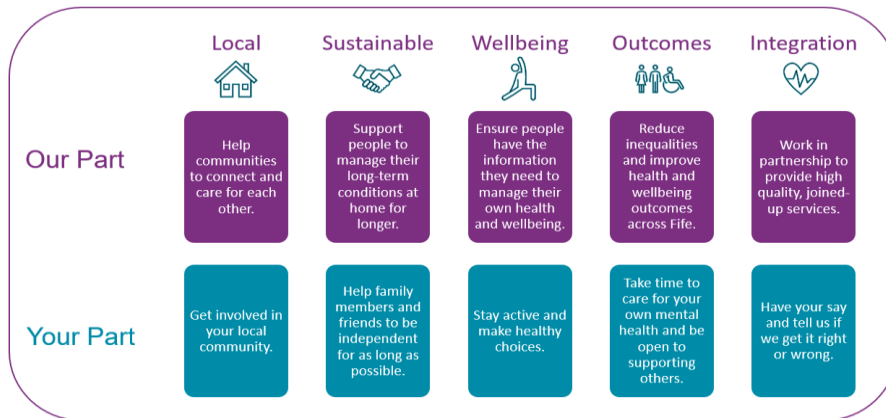 Local
Sustainable
Wellbeing
Outcomes
Integration
Our Part
Help
communities
to connect and
care for each
other.
Support
people to
manage their
long-term
conditions at
home for
longer.
Ensure people
have the
information
they need to
manage their
own health
and wellbeing.
Reduce
inequalities
and improve
health and
wellbeing
outcomes
across Fife.
Work in
partnership to
provide high
quality, joined-
up services.
Your Part
Get involved in
your local
community.
Help family
members and
friends to be
independent
for as long as
possible.
Stay active and
make healthy
choices.
Take time to
care for your
own mental
health and be
open to
supporting
others.
Have your say
and tell us if
we get it right
or wrong.